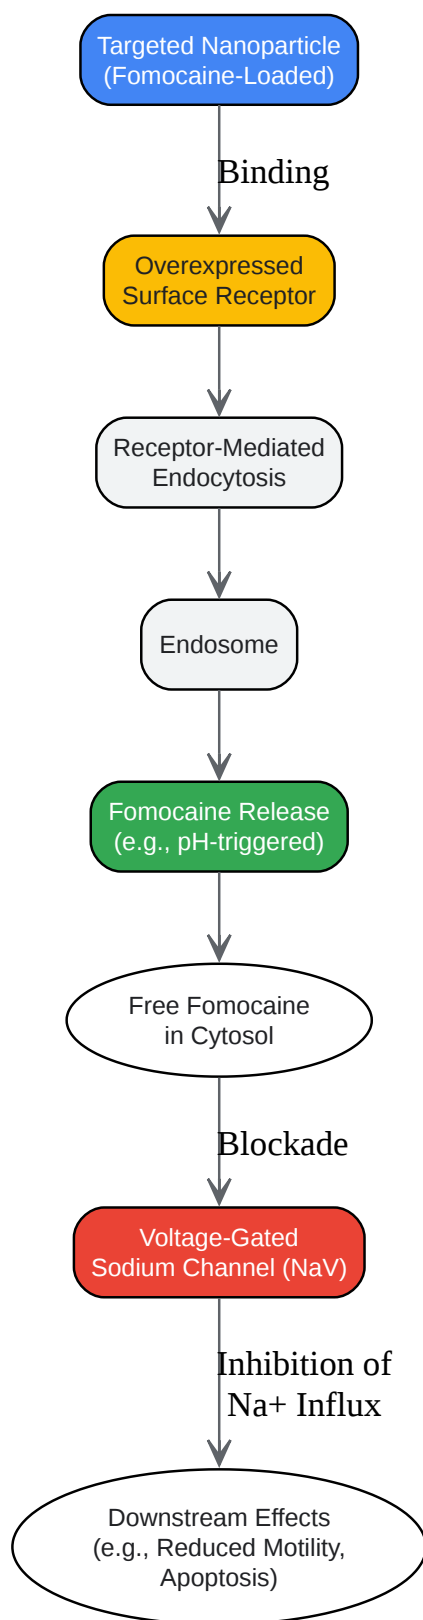 Targeted Nanoparticle
(Fomocaine-Loaded)
Binding
Overexpressed
Surface Receptor
Receptor-Mediated
Endocytosis
Endosome
Fomocaine Release
(e.g., pH-triggered)
Free Fomocaine
in Cytosol
Blockade
Voltage-Gated
Sodium Channel (NaV)
Inhibition of
Na+ Influx
Downstream Effects
(e.g., Reduced Motility,
Apoptosis)